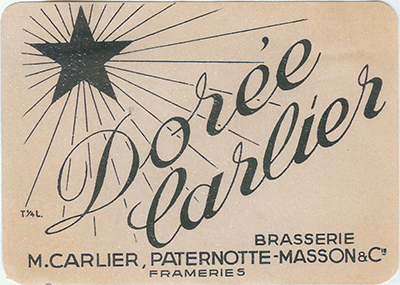 Dorée
Carlier
T¼L.
BRASSERIE
M. CARLIER, PATERNOTTE-MASSON & Cie
FRAMERIES